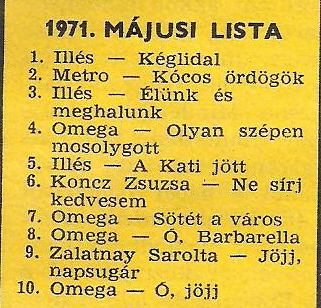 1971. MÁJUSI LISTA
1. Illés — Kéglidal
2. Metro — Kócos ördögök
3. Illés — Élünk és
meghalunk
4. Omega — Olyan szépen
mosolygott
5. Illés — A Kati jött
6. Koncz Zsuzsa — Ne sírj
kedvesem
7. Omega — Sötét a város
8. Omega — Ó, Barbarella
9. Zalatnay Sarolta — Jöjj,
napsugár
10. Omega — Ó, jöjj